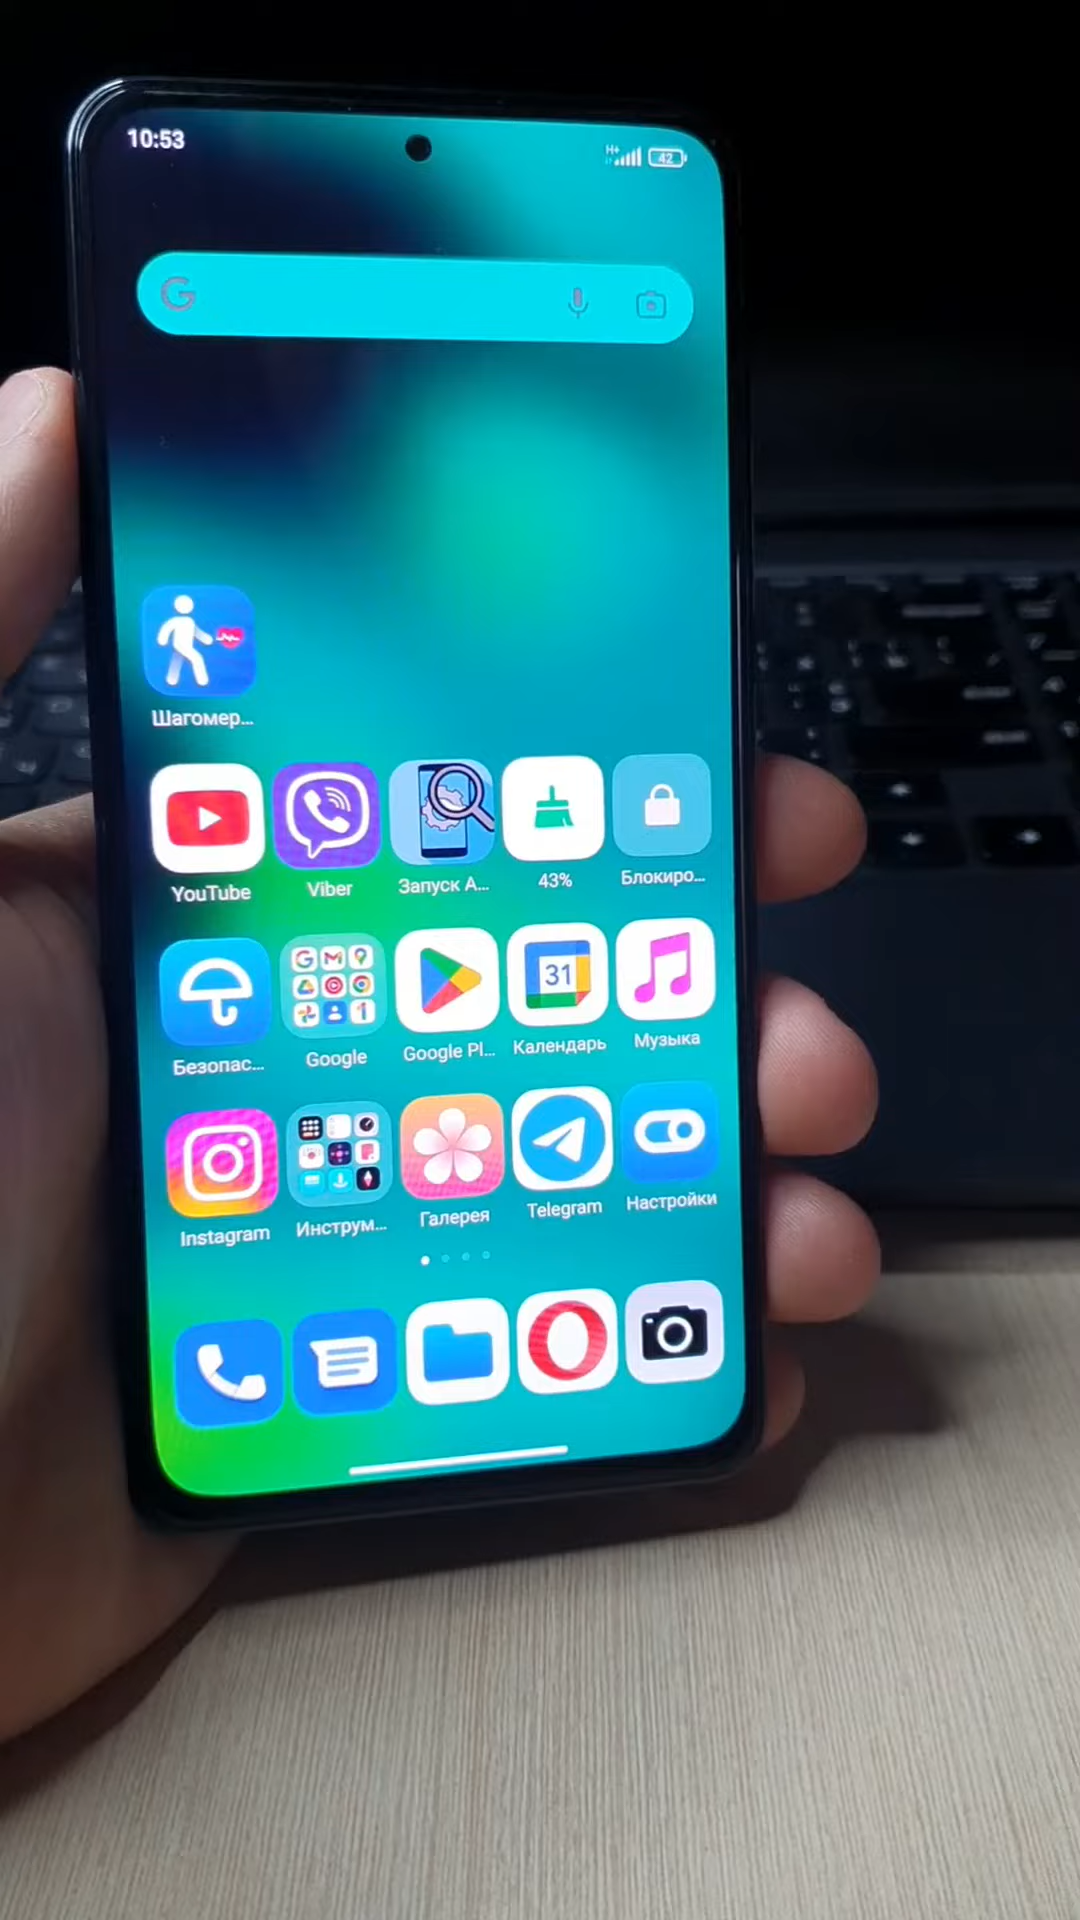 10:53
H+
42
G
Шагомер...
YouTube
Viber
Запуск А...
43%
Блокиро...
31
Безопас...
Google
Google Pl...
Календарь
Музыка
Instagram
Инструм...
Галерея
Telegram
Настройки